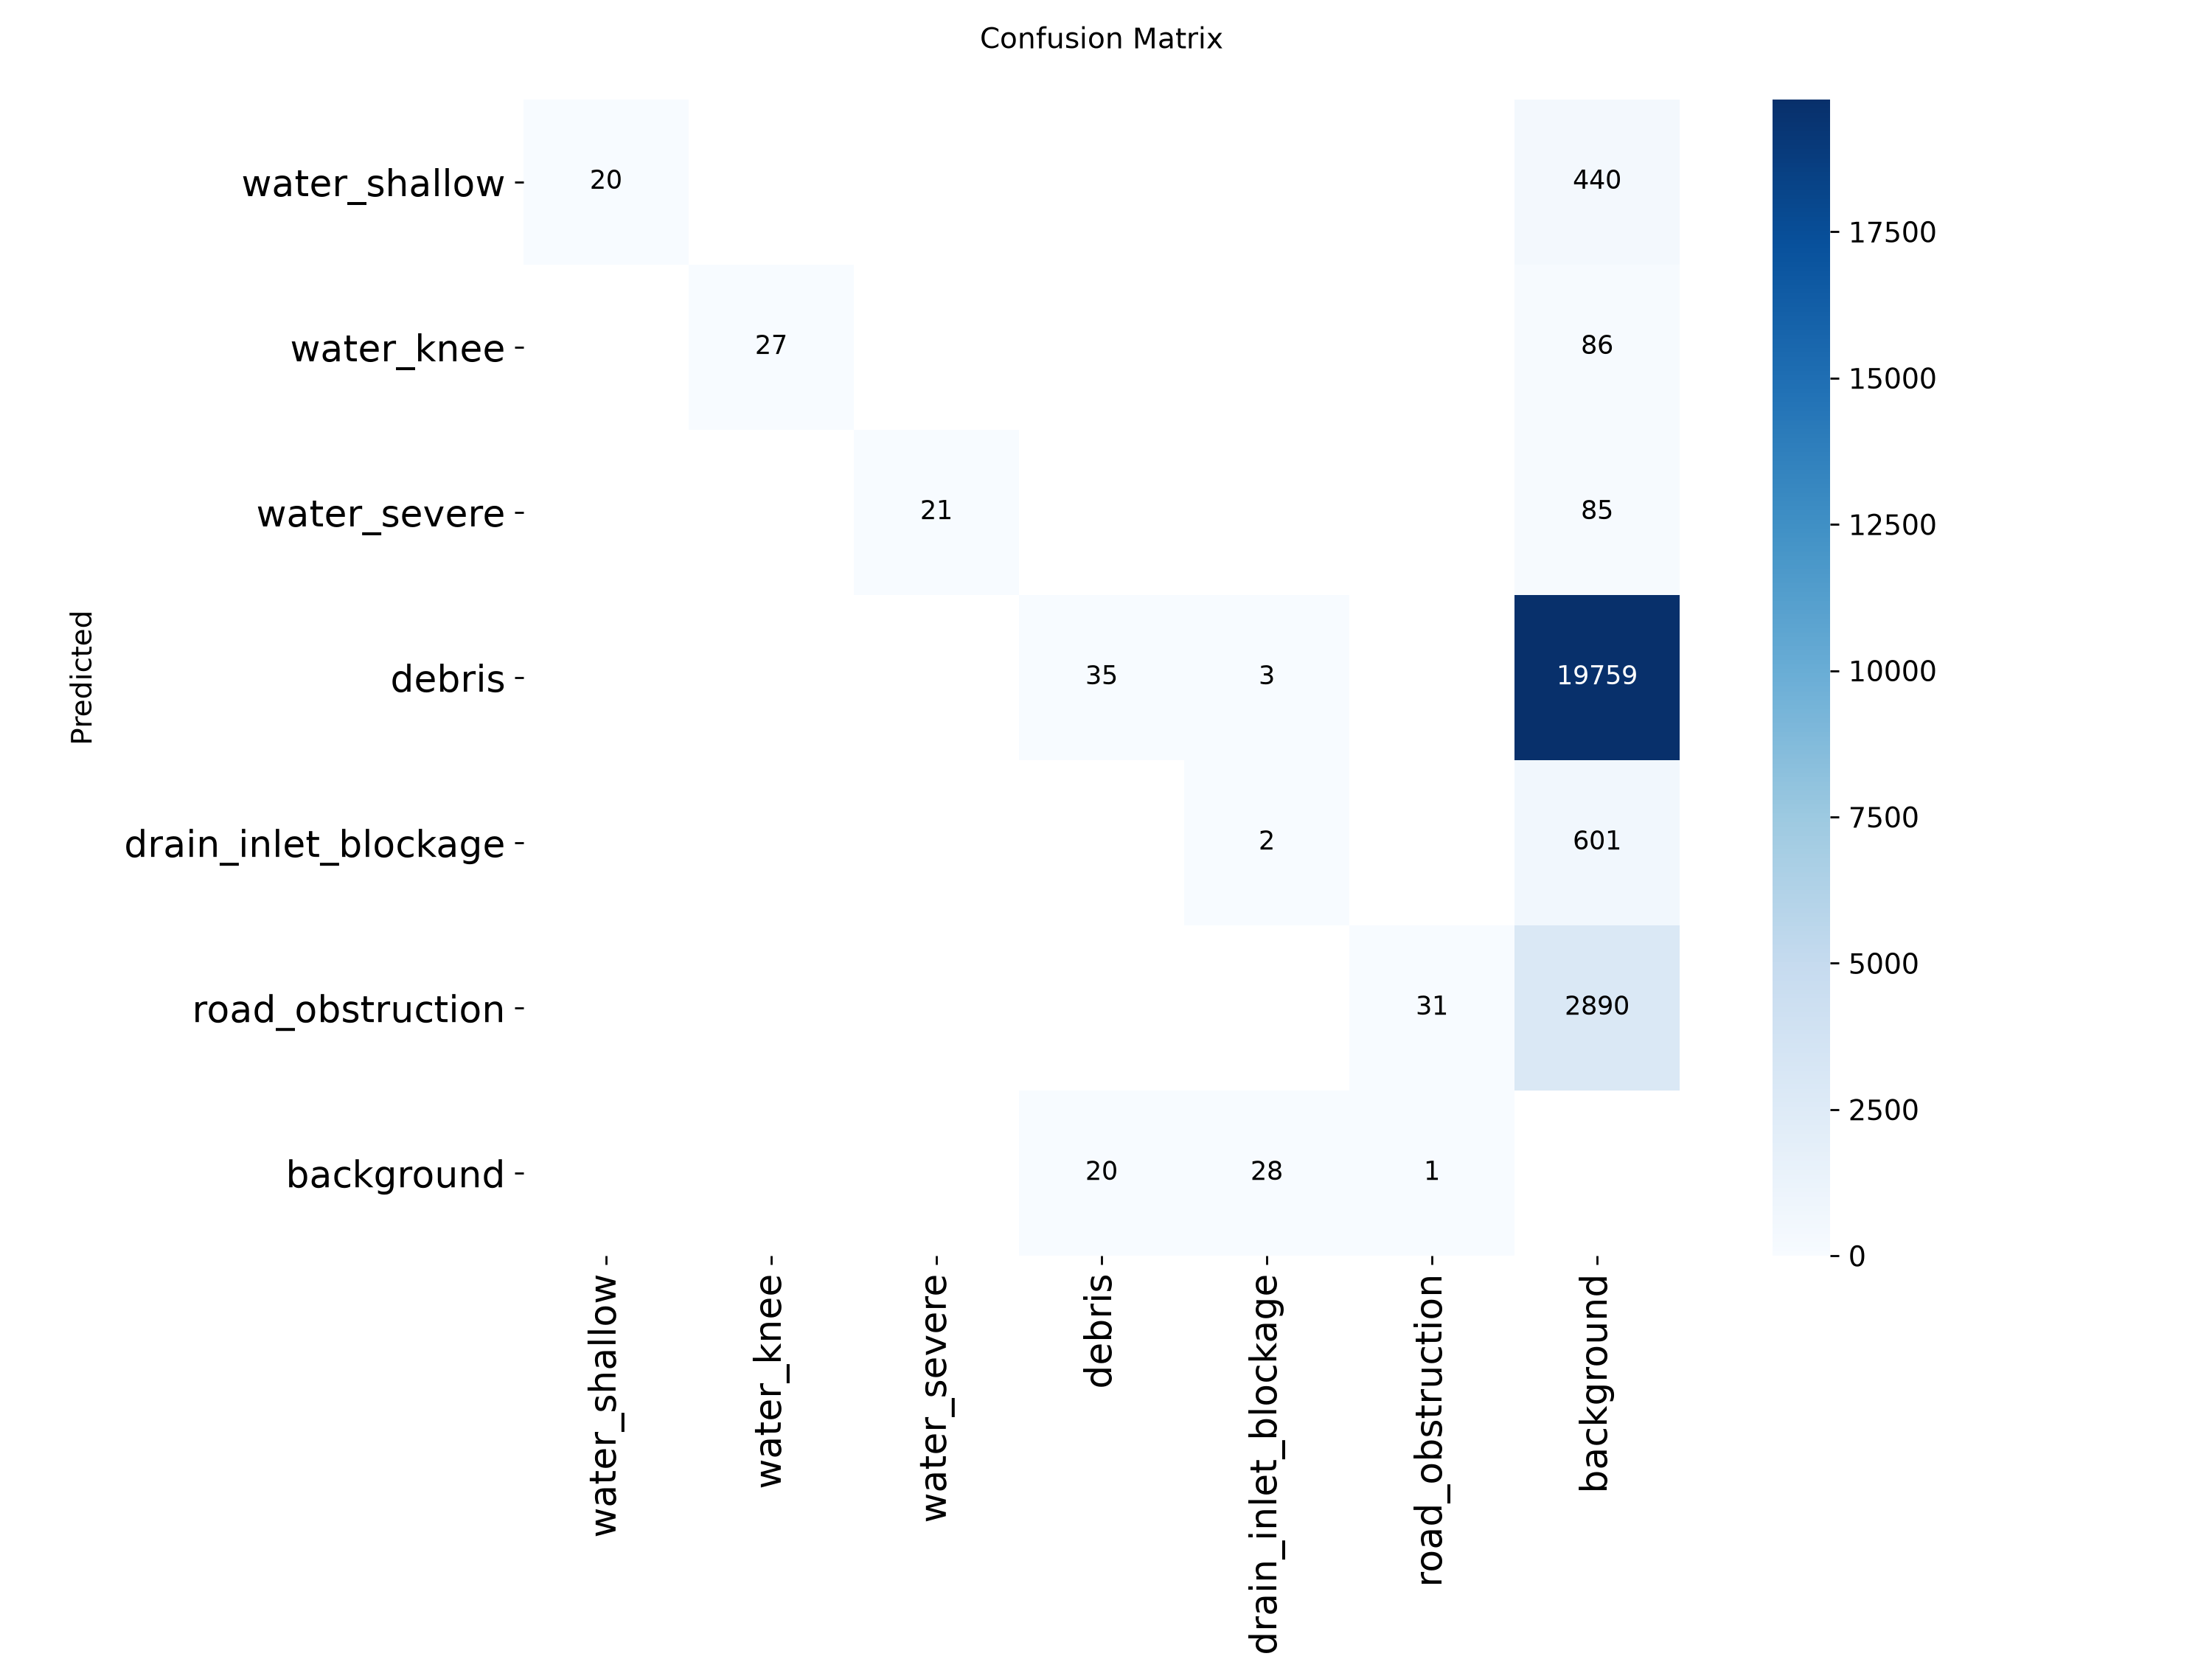 Confusion Matrix
water_shallow
20
440
water_knee
27
86
water_severe
21
85
debris
35
3
19759
drain_inlet_blockage
2
601
road_obstruction
31
2890
background
20
28
1
Predicted
water_shallow
water_knee
water_severe
debris
drain_inlet_blockage
road_obstruction
background
17500
15000
12500
10000
7500
5000
2500
0